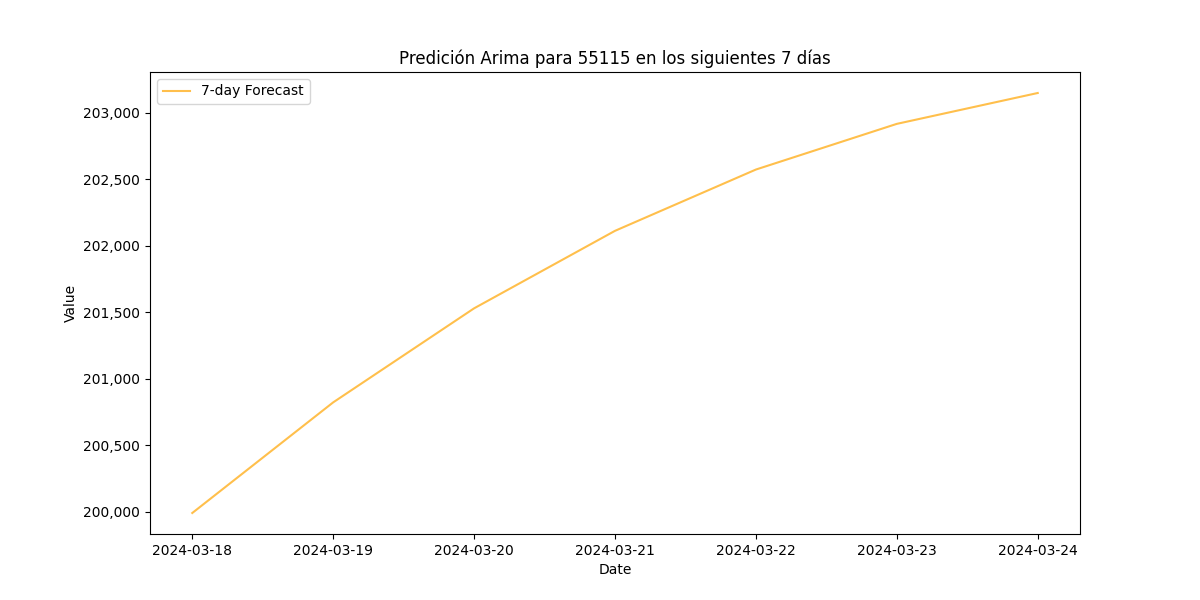 Predición Arima para 55115 en los siguientes 7 días
7-day Forecast
203,000
202,500
202,000
201,500
201,000
200,500
200,000
Value
2024-03-18 2024-03-19 2024-03-20 2024-03-21 2024-03-22 2024-03-23 2024-03-24
Date